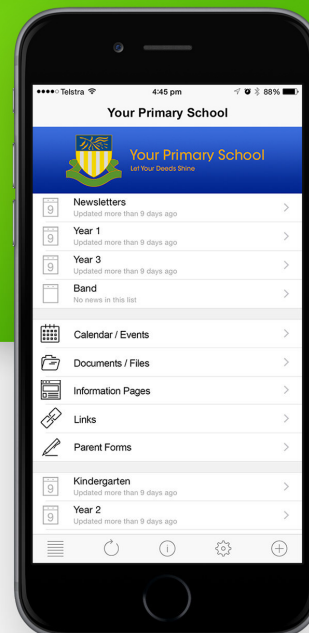 Telstra 4:45 pm 88%
Your Primary School
Your Primary School
Let Your Deeds Shine
9 Newsletters
Updated more than 9 days ago
9 Year 1
Updated more than 9 days ago
9 Year 3
Updated more than 9 days ago
Band
No news in this list
Calendar / Events
Documents / Files
Information Pages
Links
Parent Forms
9 Kindergarten
Updated more than 9 days ago
9 Year 2
Updated more than 9 days ago